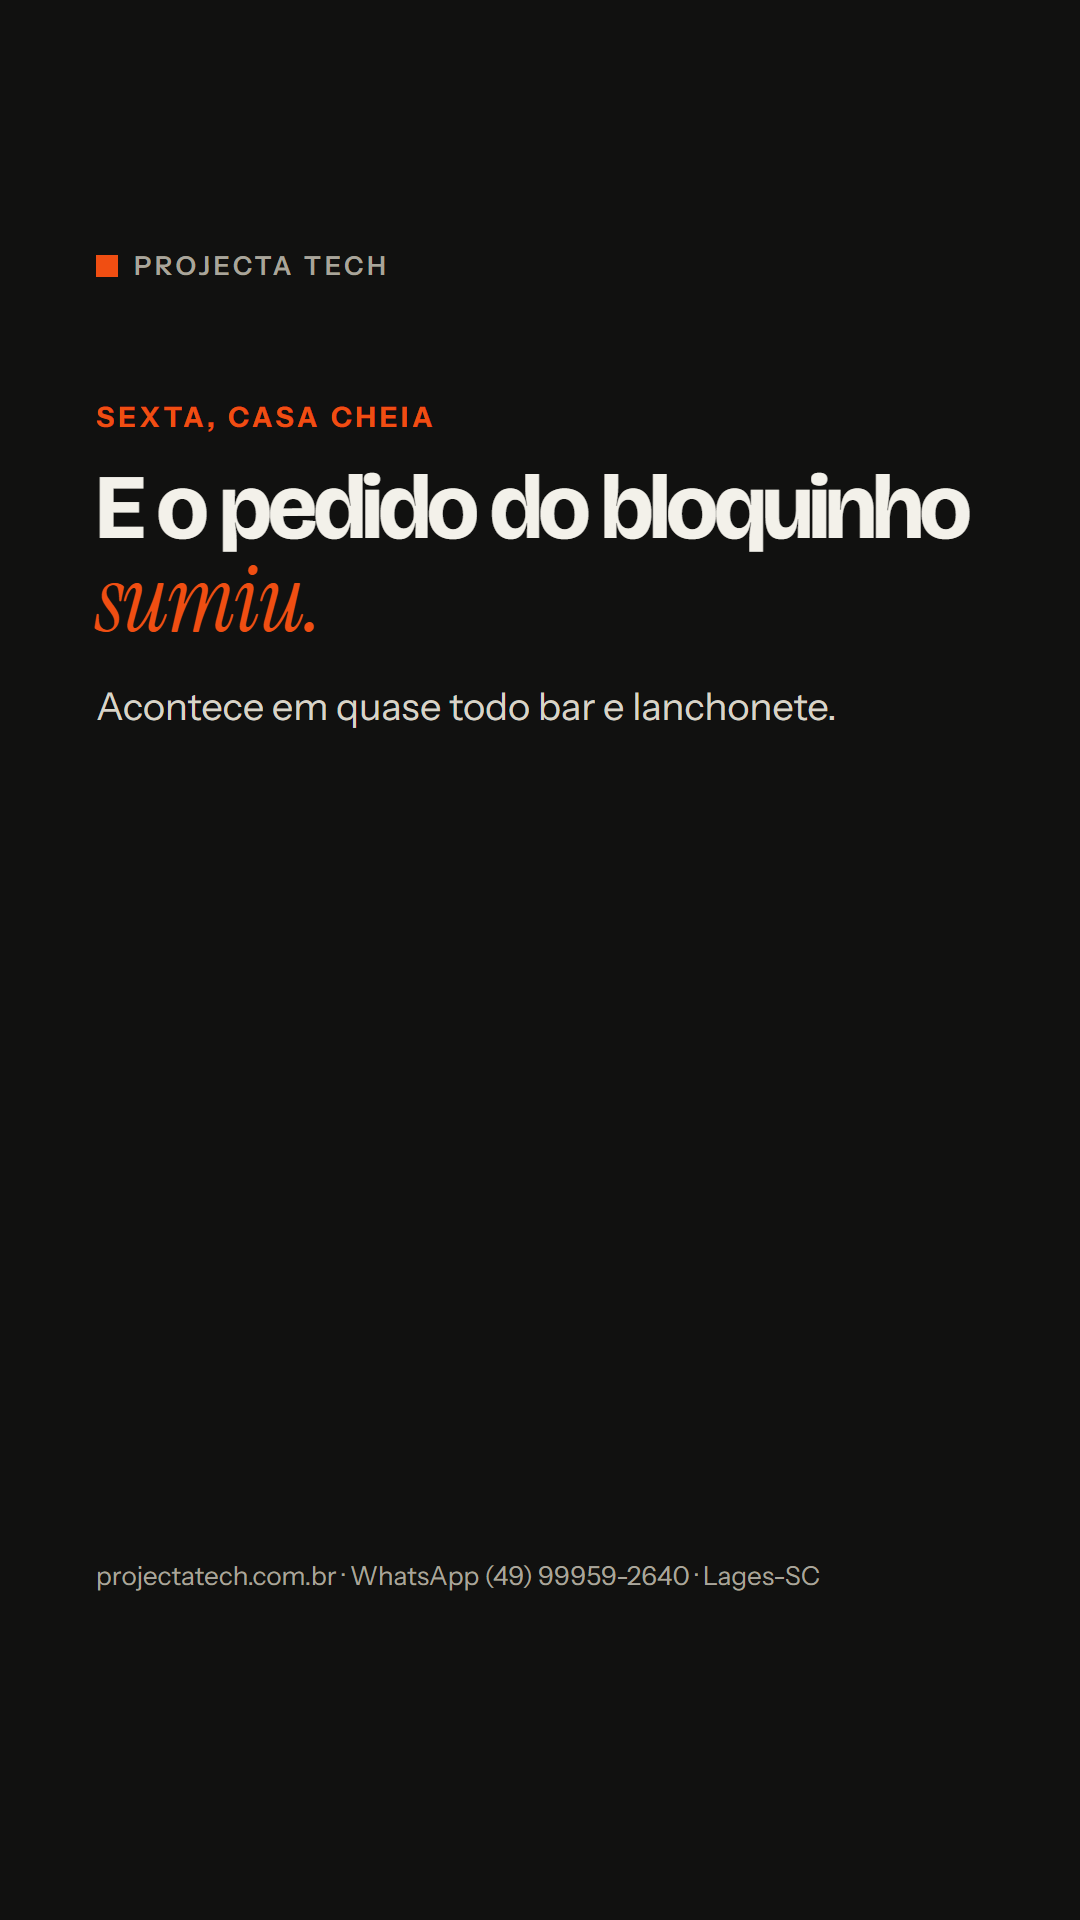 PROJECTA TECH
SEXTA, CASA CHEIA
E o pedido do bloquinho
sumiu.
Acontece em quase todo bar e lanchonete.
projectatech.com.br · WhatsApp (49) 99959-2640 · Lages-SC